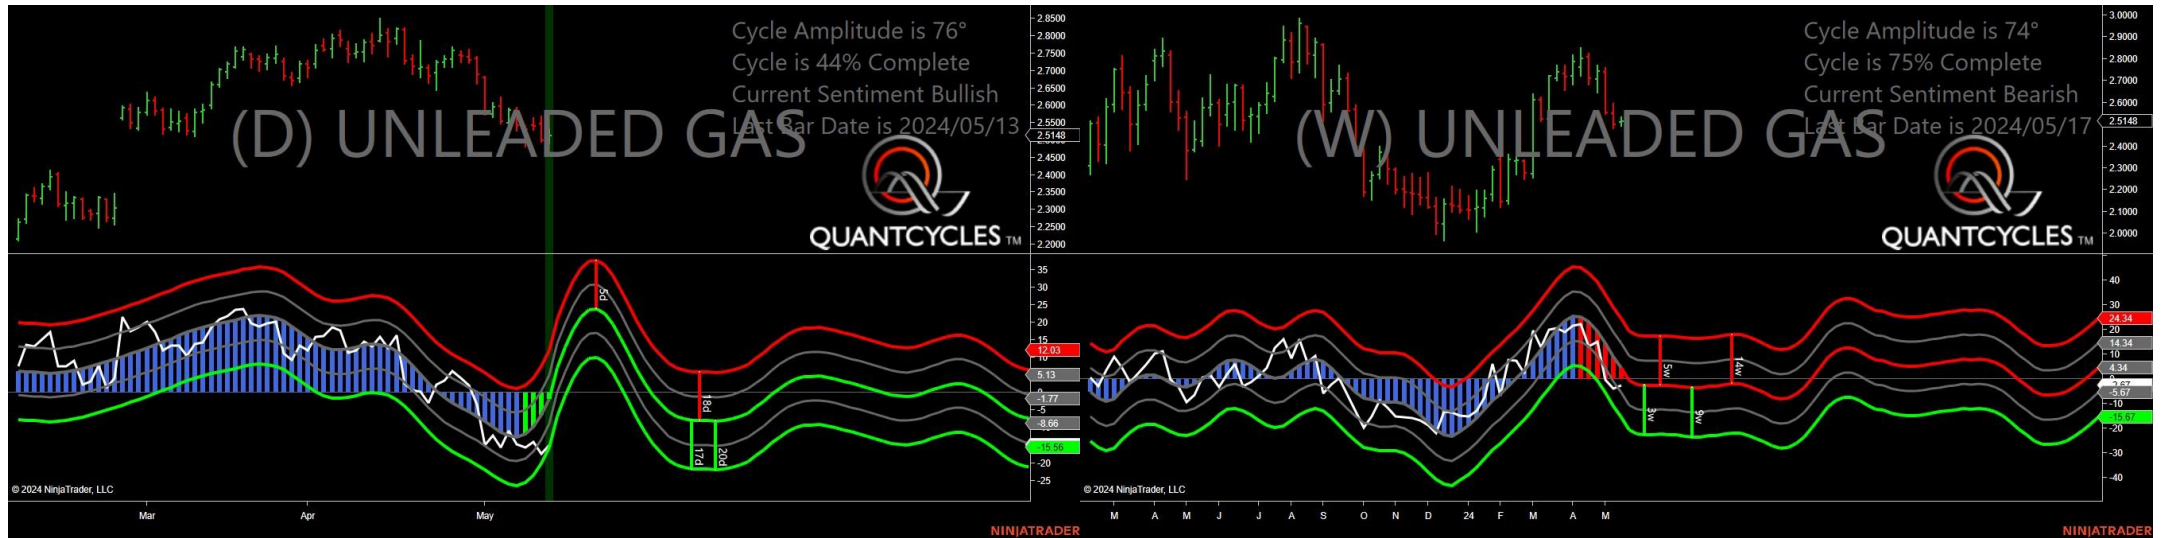 Cycle Amplitude is 76°
Cycle is 44% Complete
Current Sentiment Bullish
Last Bar Date is 2024/05/13
(D) UNLEADED GAS
QUANTCYCLES TM
2.8500
2.8000
2.7500
2.7000
2.6500
2.6000
2.5500
2.5148
2.4500
2.4000
2.3500
2.3000
2.2500
2.2000
35
30
25
20
15
10
12.03
5.13
0
-1.77
-5
-8.66
-15.56
-20
-25
5d
18d
17d
20d
© 2024 NinjaTrader, LLC
Mar
Apr
May
NINJATRADER
Cycle Amplitude is 74°
Cycle is 75% Complete
Current Sentiment Bearish
Last Bar Date is 2024/05/17
(W) UNLEADED GAS
QUANTCYCLES TM
3.0000
2.9000
2.8000
2.7000
2.6000
2.5148
2.4000
2.3000
2.2000
2.1000
2.0000
40
30
24.34
20
14.34
10
4.34
-5.67
-10
-15.67
-20
-30
-40
5w
14w
3w
9w
© 2024 NinjaTrader, LLC
M A M J J A S O N D 24 F M A M
NINJATRADER